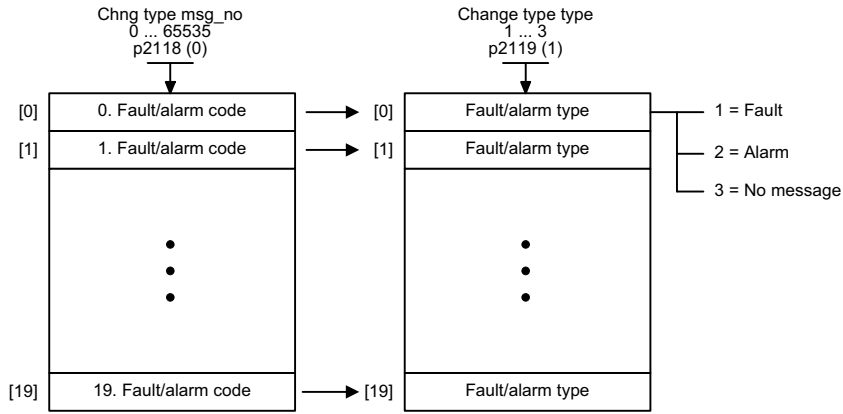 Chng type msg_no
0 ... 65535
p2118 (0)
Change type type
1 ... 3
p2119 (1)
[0] 0. Fault/alarm code [0] Fault/alarm type 1 = Fault
[1] 1. Fault/alarm code [1] Fault/alarm type 2 = Alarm
3 = No message
[19] 19. Fault/alarm code [19] Fault/alarm type